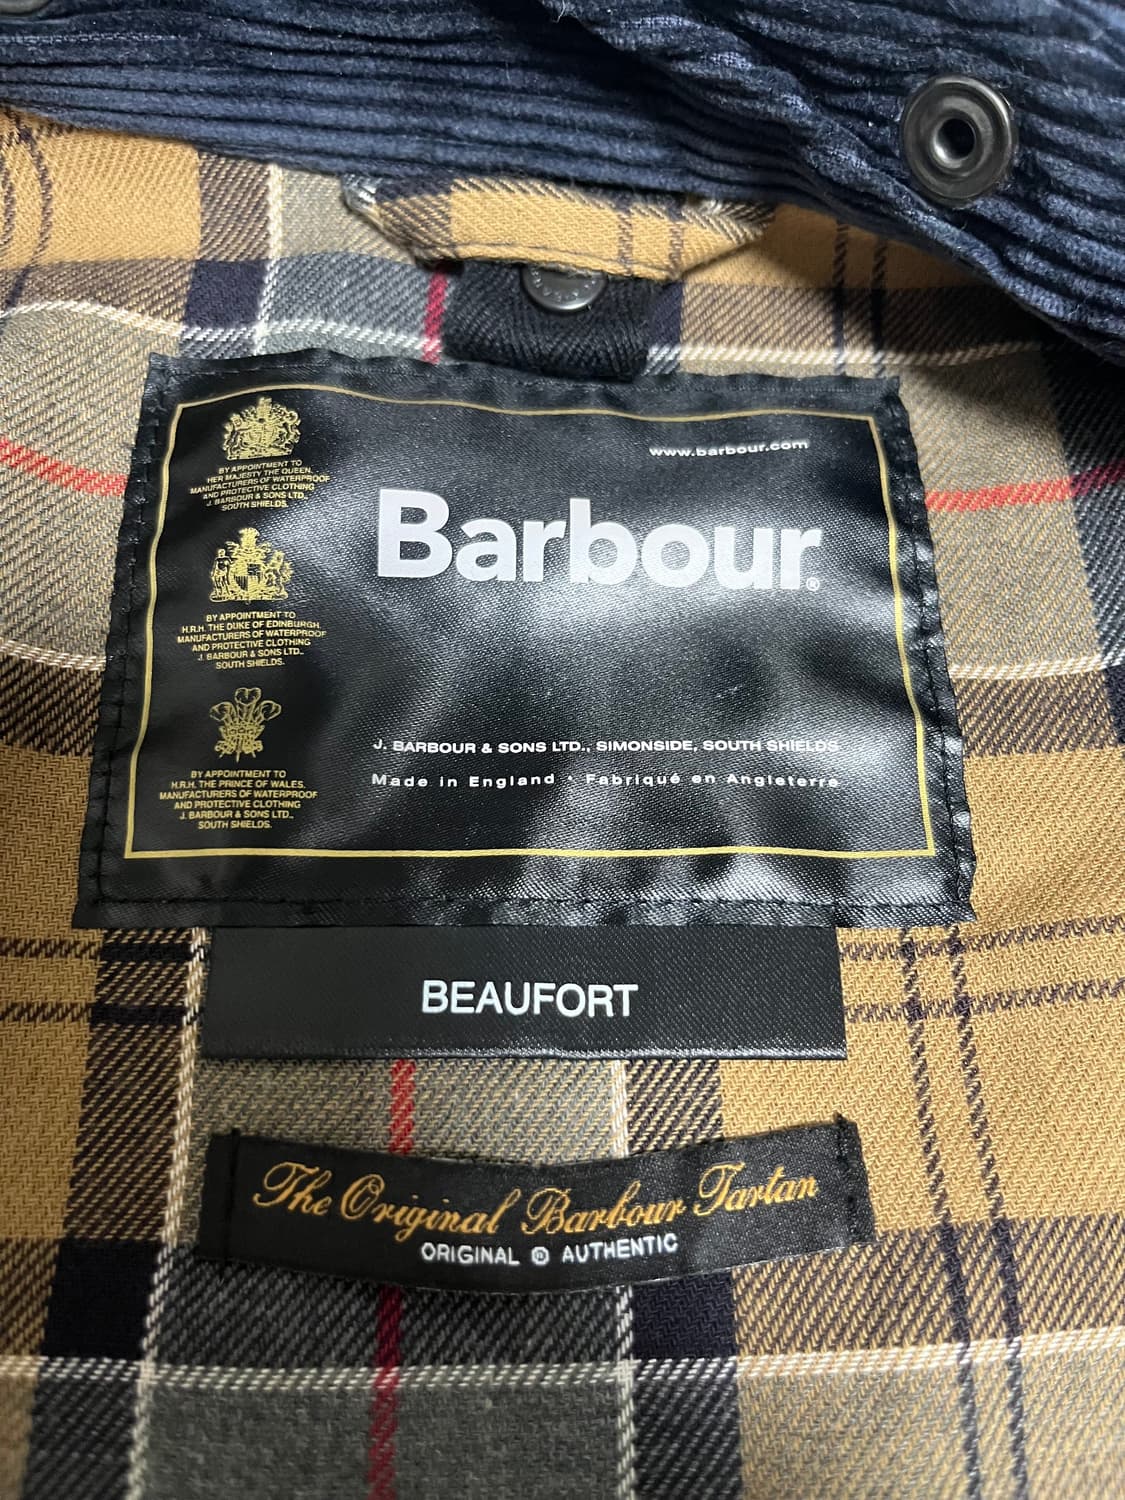 BY APPOINTMENT TO
HER MAJESTY THE QUEEN,
MANUFACTURERS OF WATERPROOF
AND PROTECTIVE CLOTHING
J. BARBOUR & SONS LTD.,
SOUTH SHIELDS.
BY APPOINTMENT TO
H.R.H. THE DUKE OF EDINBURGH,
MANUFACTURERS OF WATERPROOF
AND PROTECTIVE CLOTHING
J. BARBOUR & SONS LTD.,
SOUTH SHIELDS.
BY APPOINTMENT TO
H.R.H. THE PRINCE OF WALES,
MANUFACTURERS OF WATERPROOF
AND PROTECTIVE CLOTHING
J. BARBOUR & SONS LTD.,
SOUTH SHIELDS.
www.barbour.com
Barbour®
J. BARBOUR & SONS LTD., SIMONSIDE, SOUTH SHIELDS
Made in England • Fabriqué en Angleterre
BEAUFORT
The Original Barbour Tartan
ORIGINAL ® AUTHENTIC